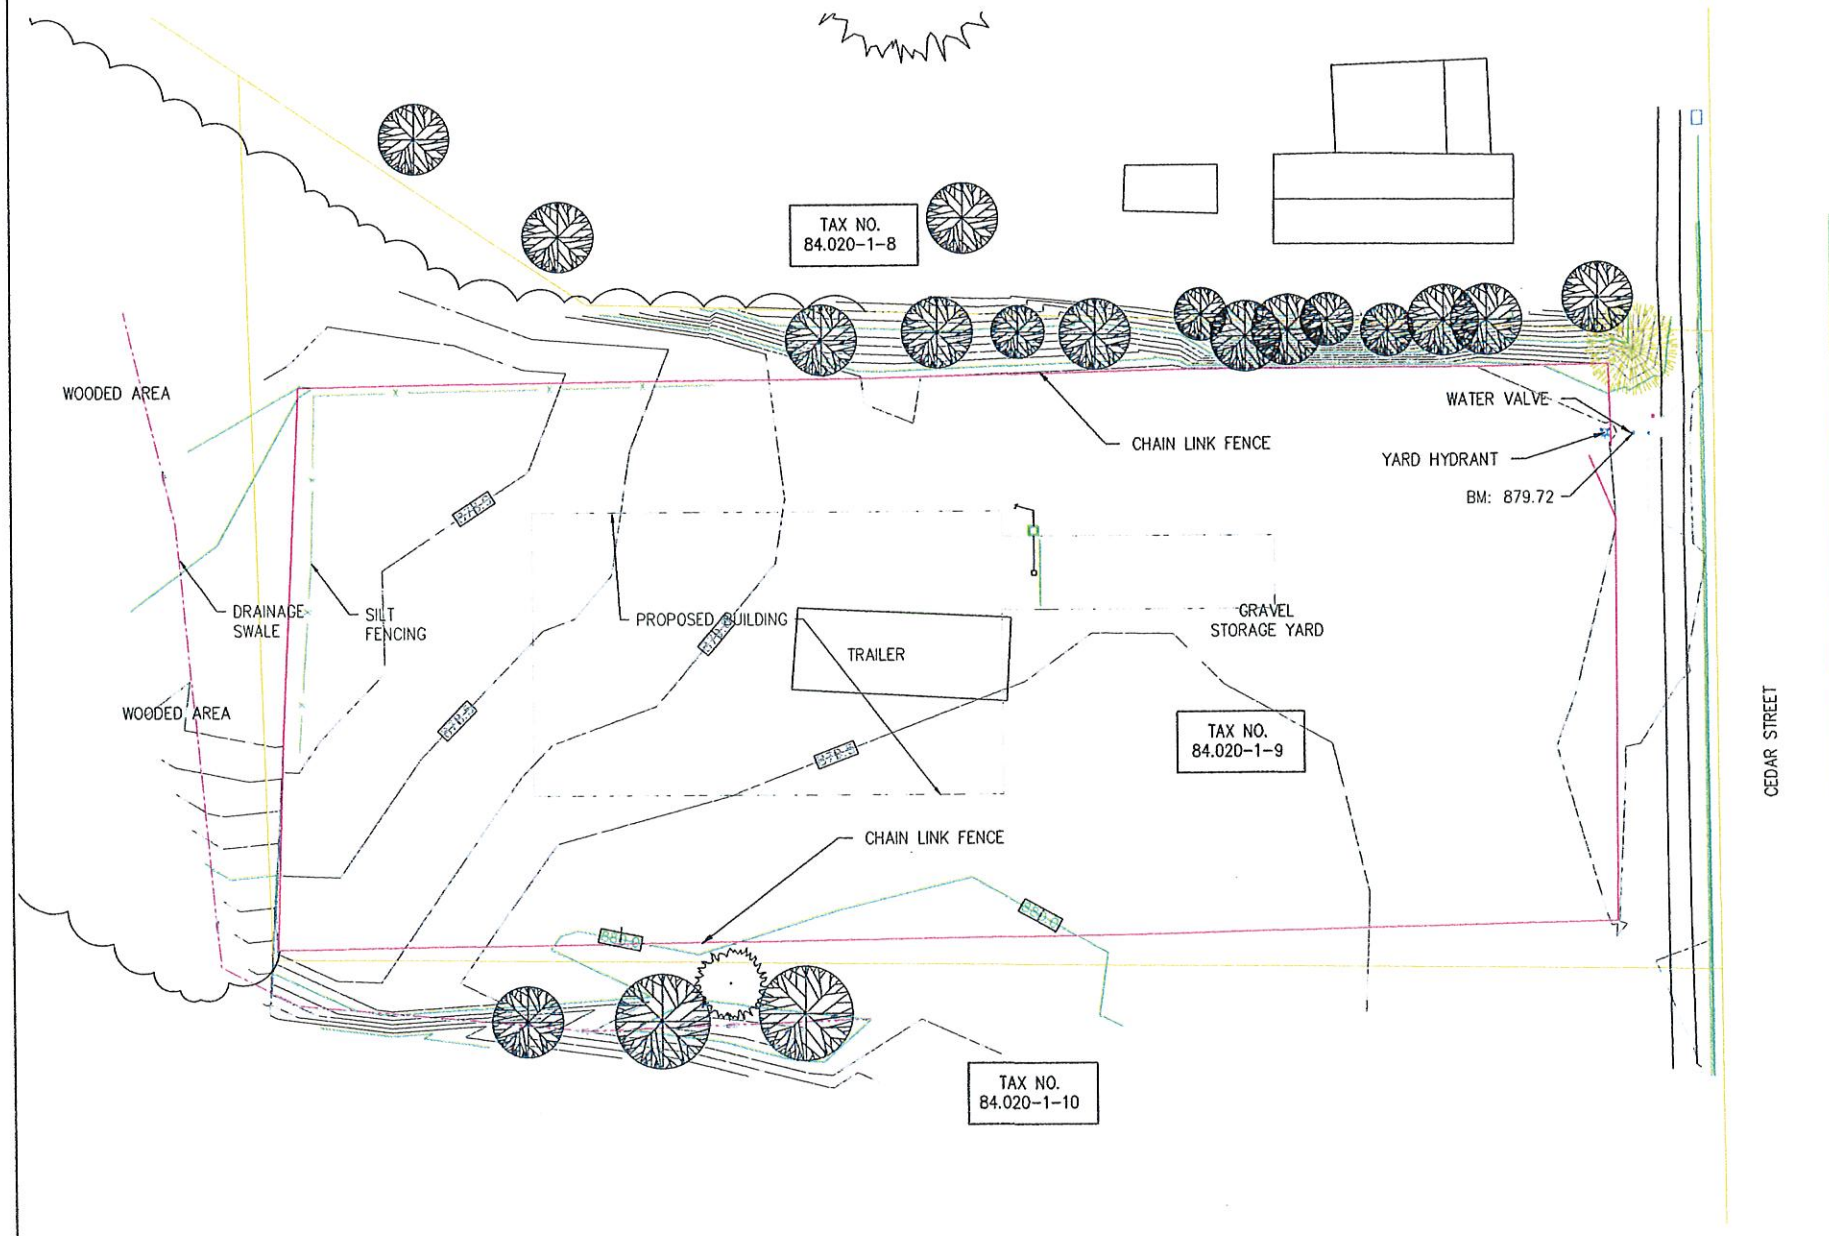 TAX NO.
84.020-1-8
WOODED AREA
WATER VALVE
CHAIN LINK FENCE
YARD HYDRANT
BM: 879.72
DRAINAGE
SWALE
SILT
FENCING
PROPOSED BUILDING
GRAVEL
STORAGE YARD
TRAILER
WOODED AREA
TAX NO.
84.020-1-9
CEDAR STREET
CHAIN LINK FENCE
TAX NO.
84.020-1-10